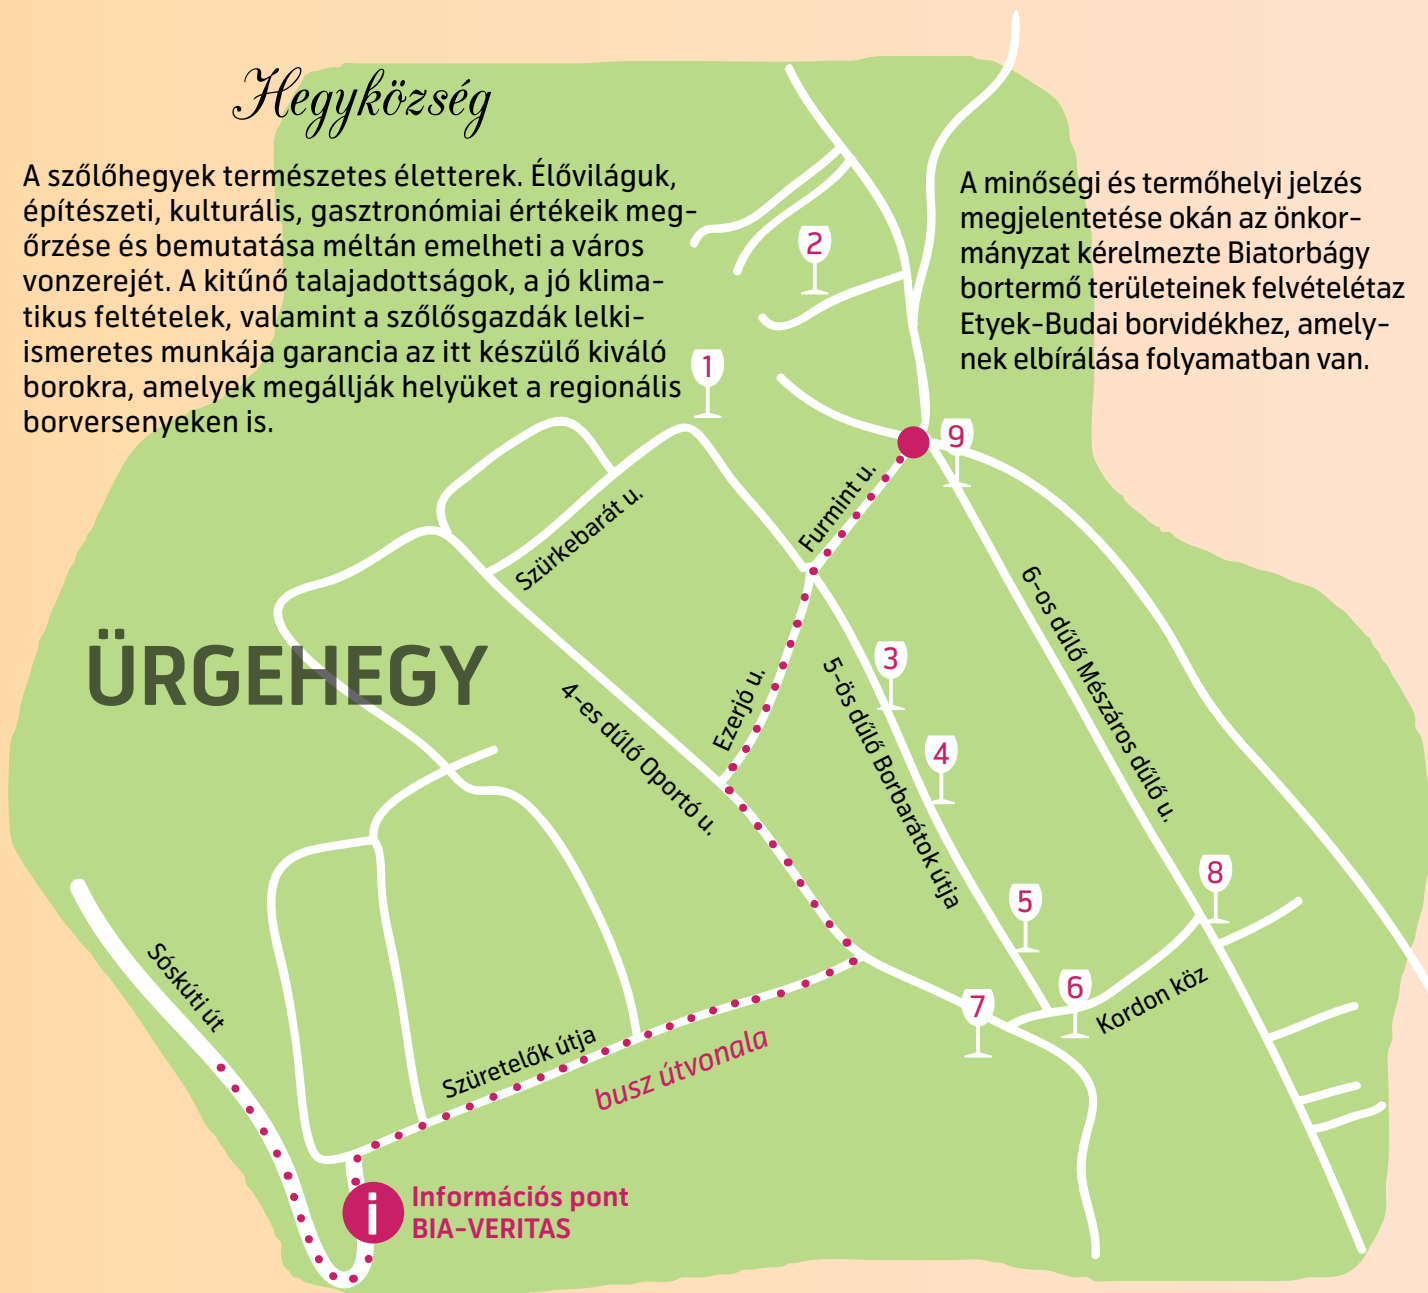 Hegyközség
A szőlőhegyek természetes életterek. Élőviláguk,
építészeti, kulturális, gasztronómiai értékeik meg-
őrzése és bemutatása méltán emelheti a város
vonzerejét. A kitűnő talajadottságok, a jó klima-
tikus feltételek, valamint a szőlősgazdák lelki-
ismeretes munkája garancia az itt készülő kiváló
borokra, amelyek megállják helyüket a regionális
borversenyeken is.
A minőségi és termőhelyi jelzés
megjelentetése okán az önkor-
mányzat kérelmezte Biatorbágy
bortermő területeinek felvételétaz
Etyek-Budai borvidékhez, amely-
nek elbírálása folyamatban van.
2
1
9
Furmint u.
Szürkebarát u.
6-os dűlő Mészáros dűlő u.
ÜRGEHEGY
3
Ezerjó u.
5-ös dűlő Borbarátok útja
4-es dűlő Oportó u.
4
8
5
Sóskúti út
6
7
Kordon köz
Szüretelők útja
busz útvonala
i
Információs pont
BIA-VERITAS